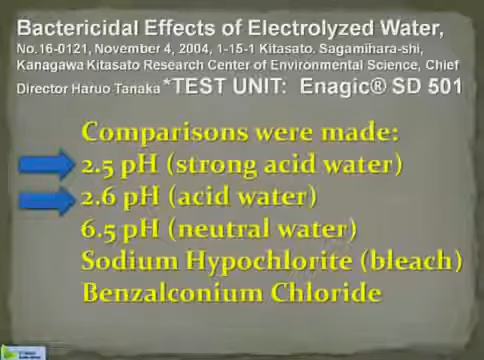 Bactericidal Effects of Electrolyzed Water,
No.16-0121, November 4, 2004, 1-15-1 Kitasato. Sagamihara-shi,
Kanagawa Kitasato Research Center of Environmental Science, Chief
Director Haruo Tanaka *TEST UNIT: Enagic® SD 501
Comparisons were made:
2.5 pH (strong acid water)
2.6 pH (acid water)
6.5 pH (neutral water)
Sodium Hypochlorite (bleach)
Benzalconium Chloride